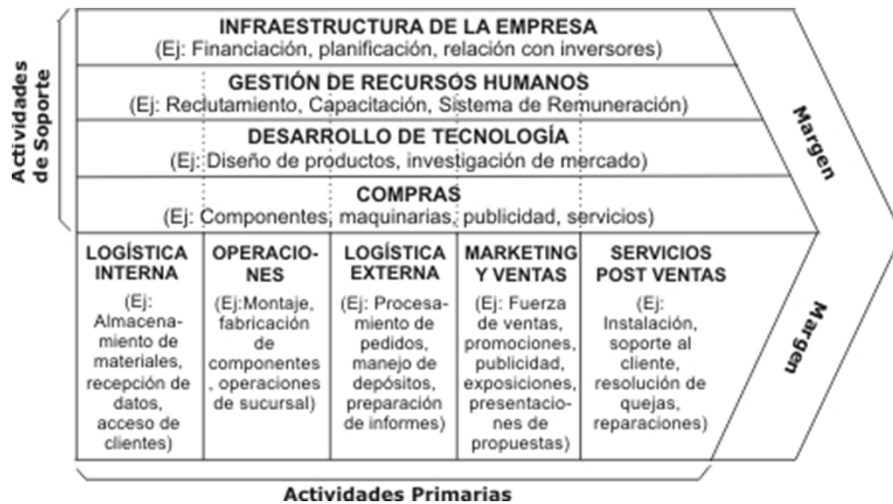 Actividades
de Soporte
INFRAESTRUCTURA DE LA EMPRESA
(Ej: Financiación, planificación, relación con inversores)
GESTIÓN DE RECURSOS HUMANOS
(Ej: Reclutamiento, Capacitación, Sistema de Remuneración)
DESARROLLO DE TECNOLOGÍA
(Ej: Diseño de productos, investigación de mercado)
COMPRAS
(Ej: Componentes, maquinarias, publicidad, servicios)
Margen
LOGÍSTICA
INTERNA
(Ej:
Almacena-
miento de
materiales,
recepción de
datos,
acceso de
clientes)
OPERACIO-
NES
(Ej:Montaje,
fabricación
de
componentes
, operaciones
de sucursal)
LOGÍSTICA
EXTERNA
(Ej: Procesa-
miento de
pedidos,
manejo de
depósitos,
preparación
de informes)
MARKETING
Y VENTAS
(Ej: Fuerza
de ventas,
promociones,
publicidad,
exposiciones,
presentacio-
nes de
propuestas)
SERVICIOS
POST VENTAS
(Ej:
Instalación,
soporte al
cliente,
resolución de
quejas,
reparaciones)
Margen
Actividades Primarias